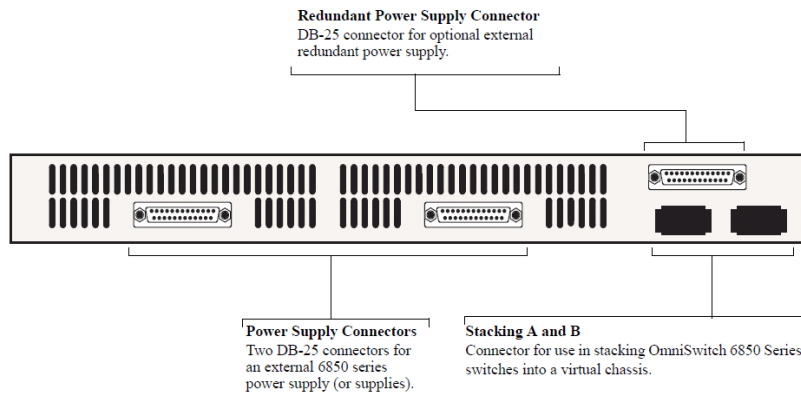 Redundant Power Supply Connector
DB-25 connector for optional external
redundant power supply.
Power Supply Connectors
Two DB-25 connectors for
an external 6850 series
power supply (or supplies).
Stacking A and B
Connector for use in stacking OmniSwitch 6850 Series
switches into a virtual chassis.